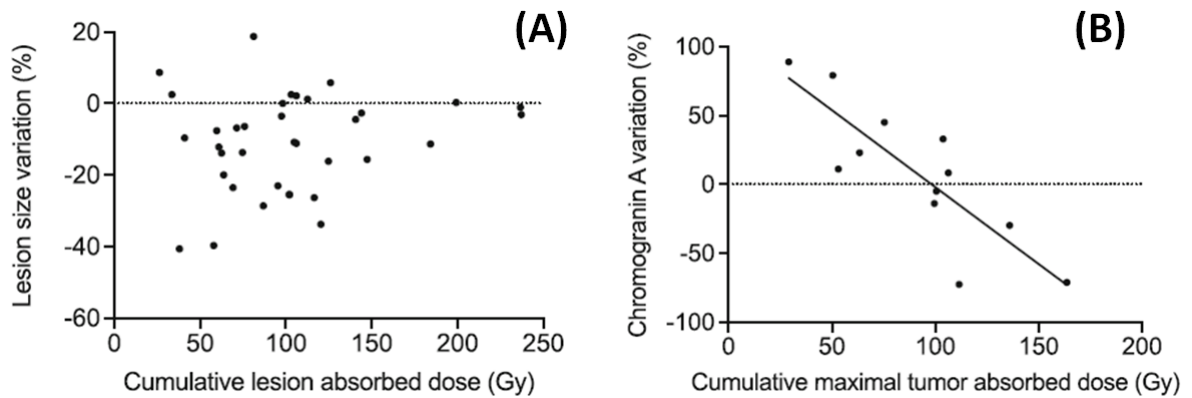 (A)
Lesion size variation (%)
20
0
-20
-40
-60
0 50 100 150 200 250
Cumulative lesion absorbed dose (Gy)
(B)
Chromogranin A variation (%)
100
50
0
-50
-100
0 50 100 150 200
Cumulative maximal tumor absorbed dose (Gy)